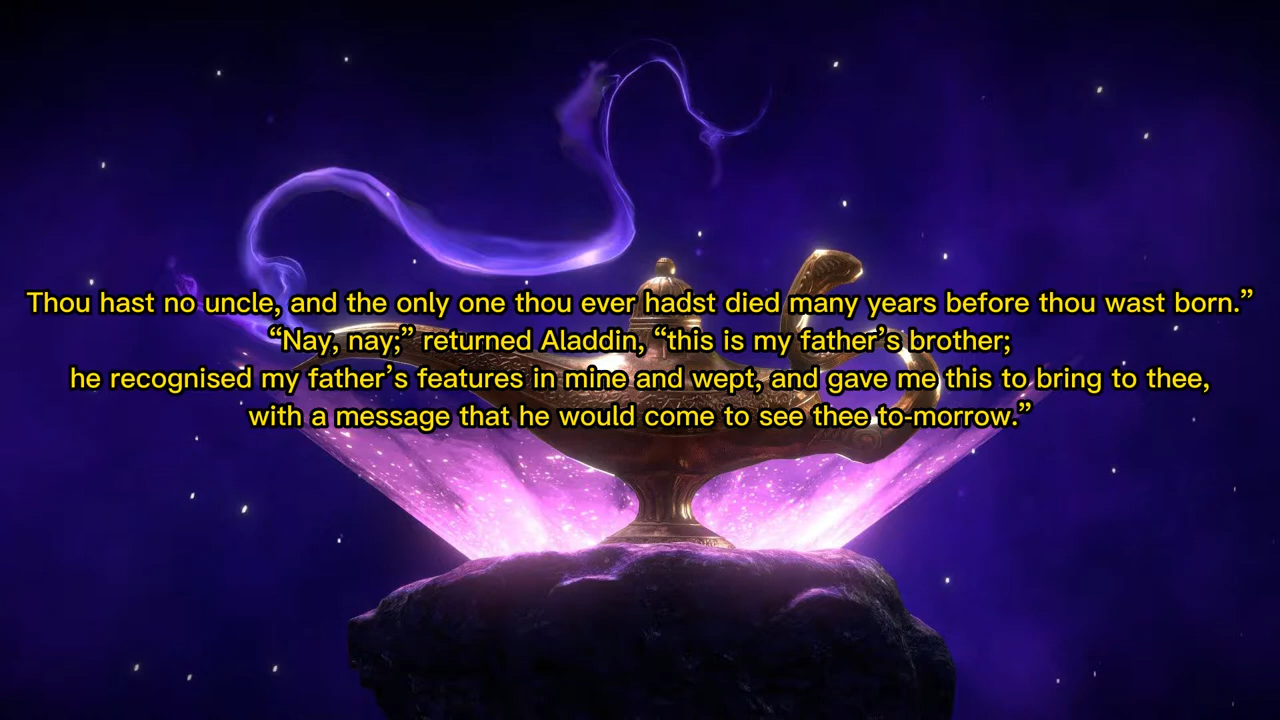 Thou hast no uncle, and the only one thou ever hadst died many years before thou wast born.”
“Nay, nay;” returned Aladdin, “this is my father’s brother;
he recognised my father’s features in mine and wept, and gave me this to bring to thee,
with a message that he would come to see thee to-morrow.”